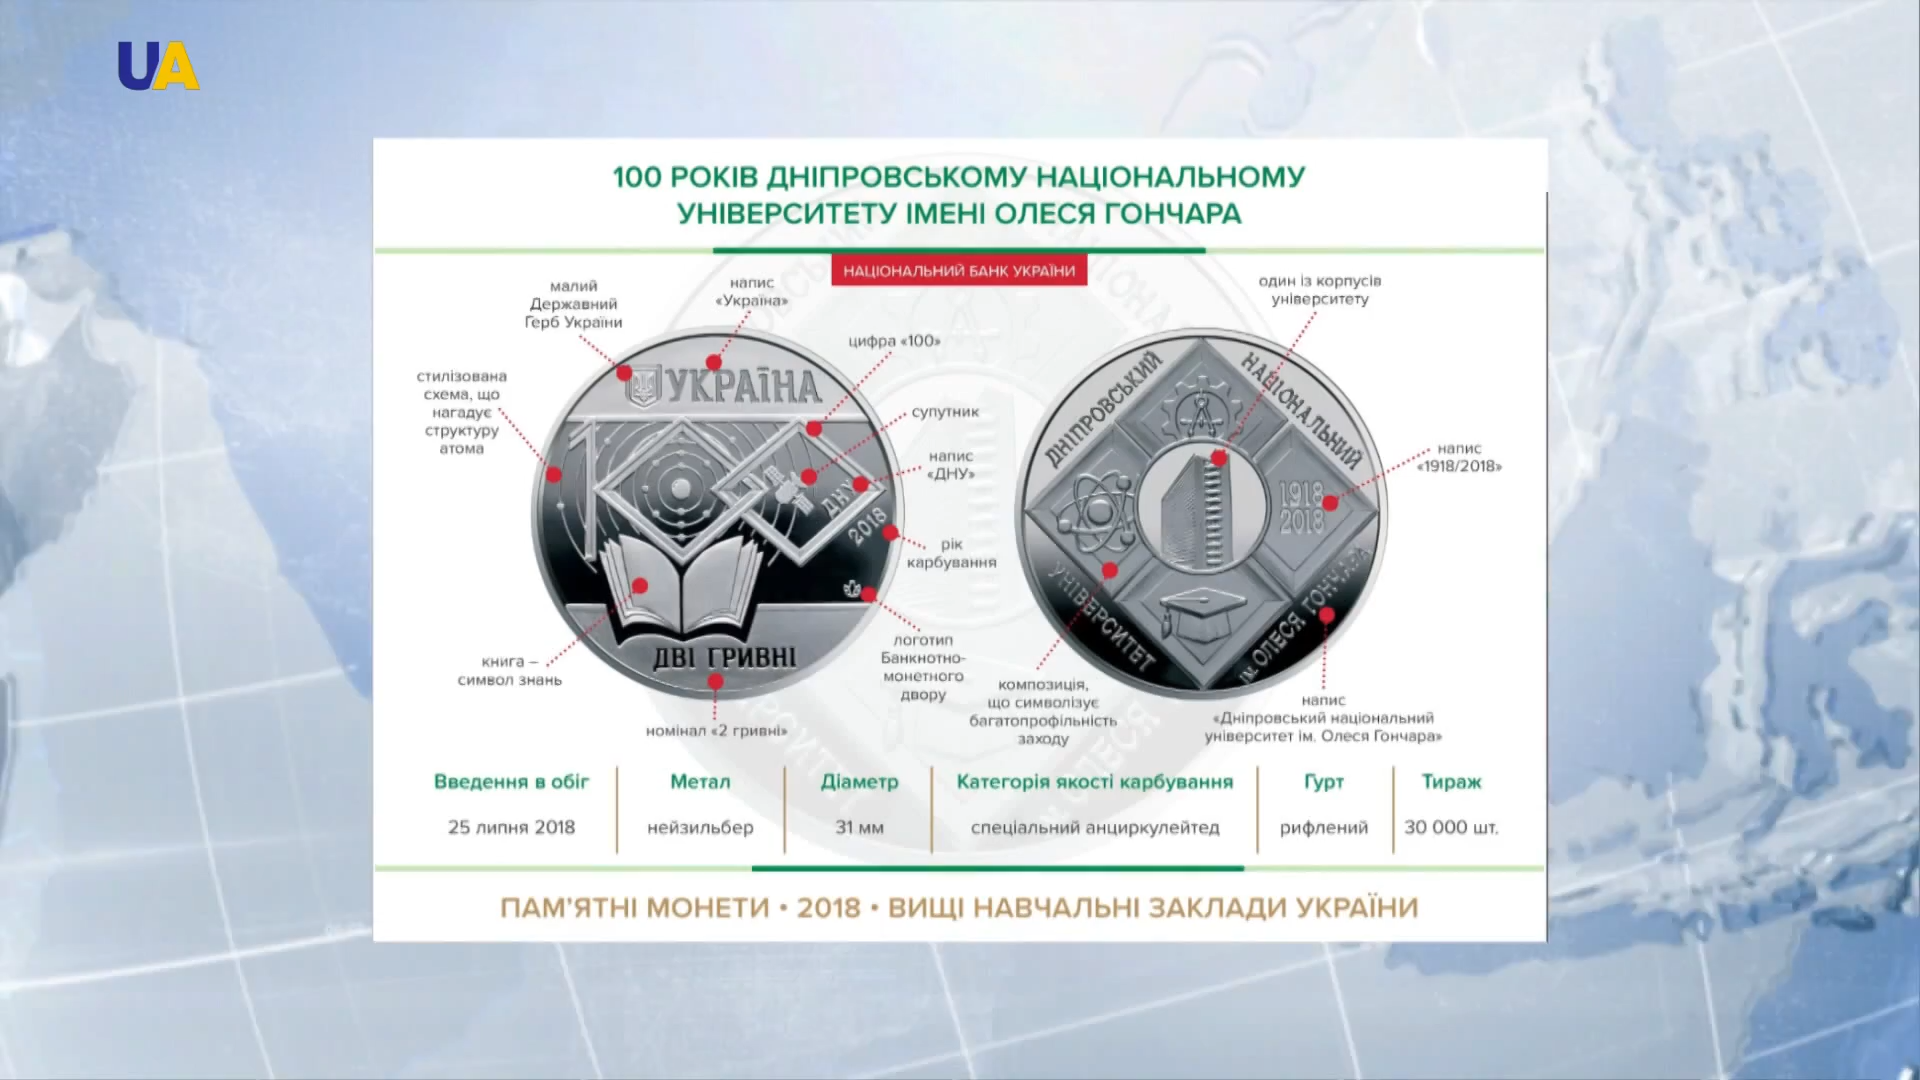 UA
100 РОКІВ ДНІПРОВСЬКОМУ НАЦІОНАЛЬНОМУ
УНІВЕРСИТЕТУ ІМЕНІ ОЛЕСЯ ГОНЧАРА
НАЦІОНАЛЬНИЙ БАНК УКРАЇНИ
малий
Державний
Герб України
напис
«Україна»
цифра «100»
стилізована
схема, що
нагадує
структуру
атома
супутник
напис
«ДНУ»
рік
карбування
логотип
Банкнотно-
монетного
двору
книга –
символ знань
номінал «2 гривні»
УКРАЇНА
100
ДНУ
2018
ДВІ ГРИВНІ
один із корпусів
університету
напис
«1918/2018»
композиція,
що символізує
багатопрофільність
заходу
напис
«Дніпровський національний
університет ім. Олеся Гончара»
ДНІПРОВСЬКИЙ
НАЦІОНАЛЬНИЙ
1918
2018
УНІВЕРСИТЕТ
ІМ. ОЛЕСЯ ГОНЧАРА
Введення в обіг Метал Діаметр Категорія якості карбування Гурт Тираж
25 липня 2018 нейзильбер 31 мм спеціальний анциркулейтед рифлений 30 000 шт.
ПАМ'ЯТНІ МОНЕТИ • 2018 • ВИЩІ НАВЧАЛЬНІ ЗАКЛАДИ УКРАЇНИ